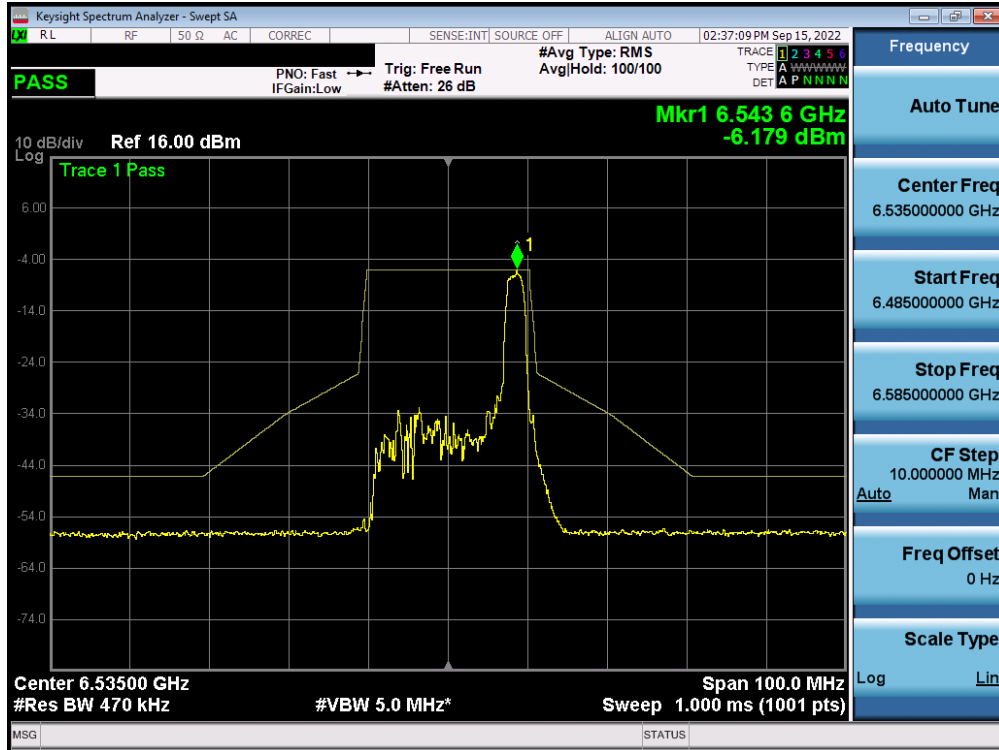 Keysight Spectrum Analyzer - Swept SA
LXI RL RF 50 Ω AC CORREC SENSE:INT SOURCE OFF ALIGN AUTO 02:37:09 PM Sep 15, 2022
PASS
PNO: Fast
IFGain:Low
Trig: Free Run
#Atten: 26 dB
#Avg Type: RMS
Avg|Hold: 100/100
TRACE 1 2 3 4 5 6
TYPE A WWWWW
DET A P N N N N
Mkr1 6.543 6 GHz
-6.179 dBm
10 dB/div Ref 16.00 dBm
Log
Trace 1 Pass
1
6.00
-4.00
-14.0
-24.0
-34.0
-44.0
-54.0
-64.0
-74.0
Center 6.53500 GHz Span 100.0 MHz
#Res BW 470 kHz #VBW 5.0 MHz* Sweep 1.000 ms (1001 pts)
MSG STATUS
Frequency
Auto Tune
Center Freq
6.535000000 GHz
Start Freq
6.485000000 GHz
Stop Freq
6.585000000 GHz
CF Step
10.000000 MHz
Auto Man
Freq Offset
0 Hz
Scale Type
Log Lin